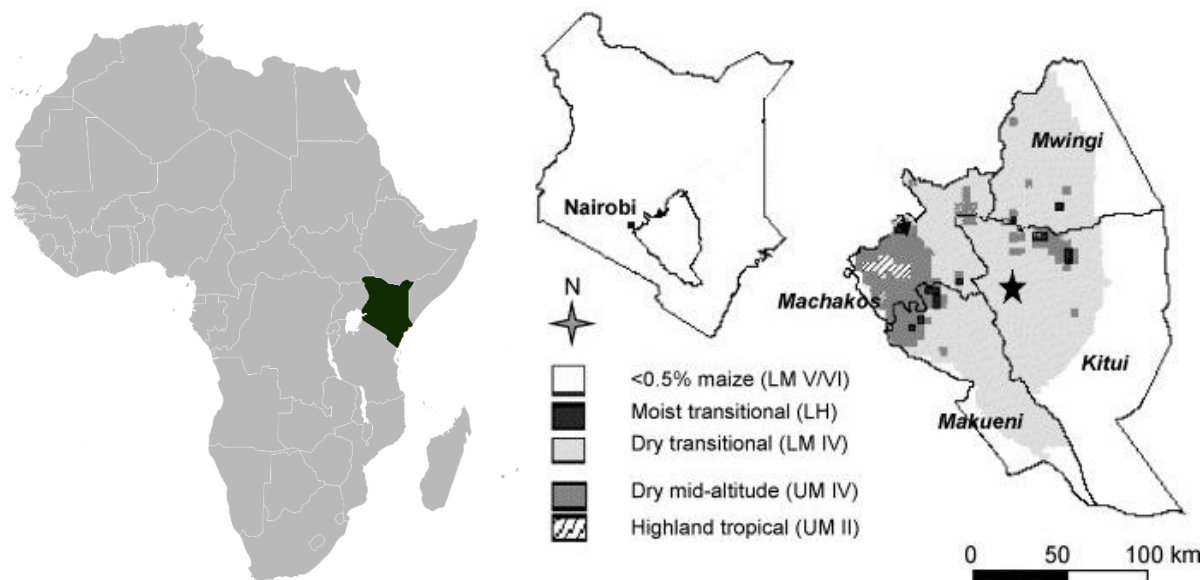 Nairobi
N
Mwingi
Machakos
Kitui
Makueni
<0.5% maize (LM V/VI)
Moist transitional (LH)
Dry transitional (LM IV)
Dry mid-altitude (UM IV)
Highland tropical (UM II)
0 50 100 km